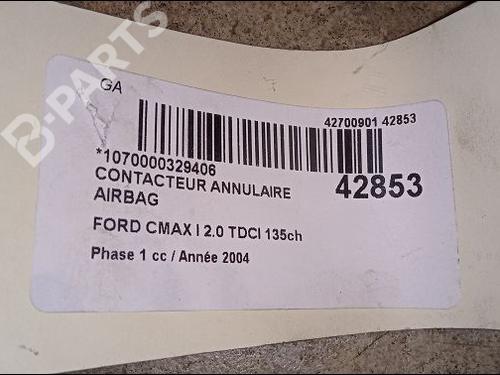 B-PARTS
GA
42700901 42853
*1070000329406
CONTACTEUR ANNULAIRE
AIRBAG
42853
FORD CMAX I 2.0 TDCI 135ch
Phase 1 cc / Année 2004